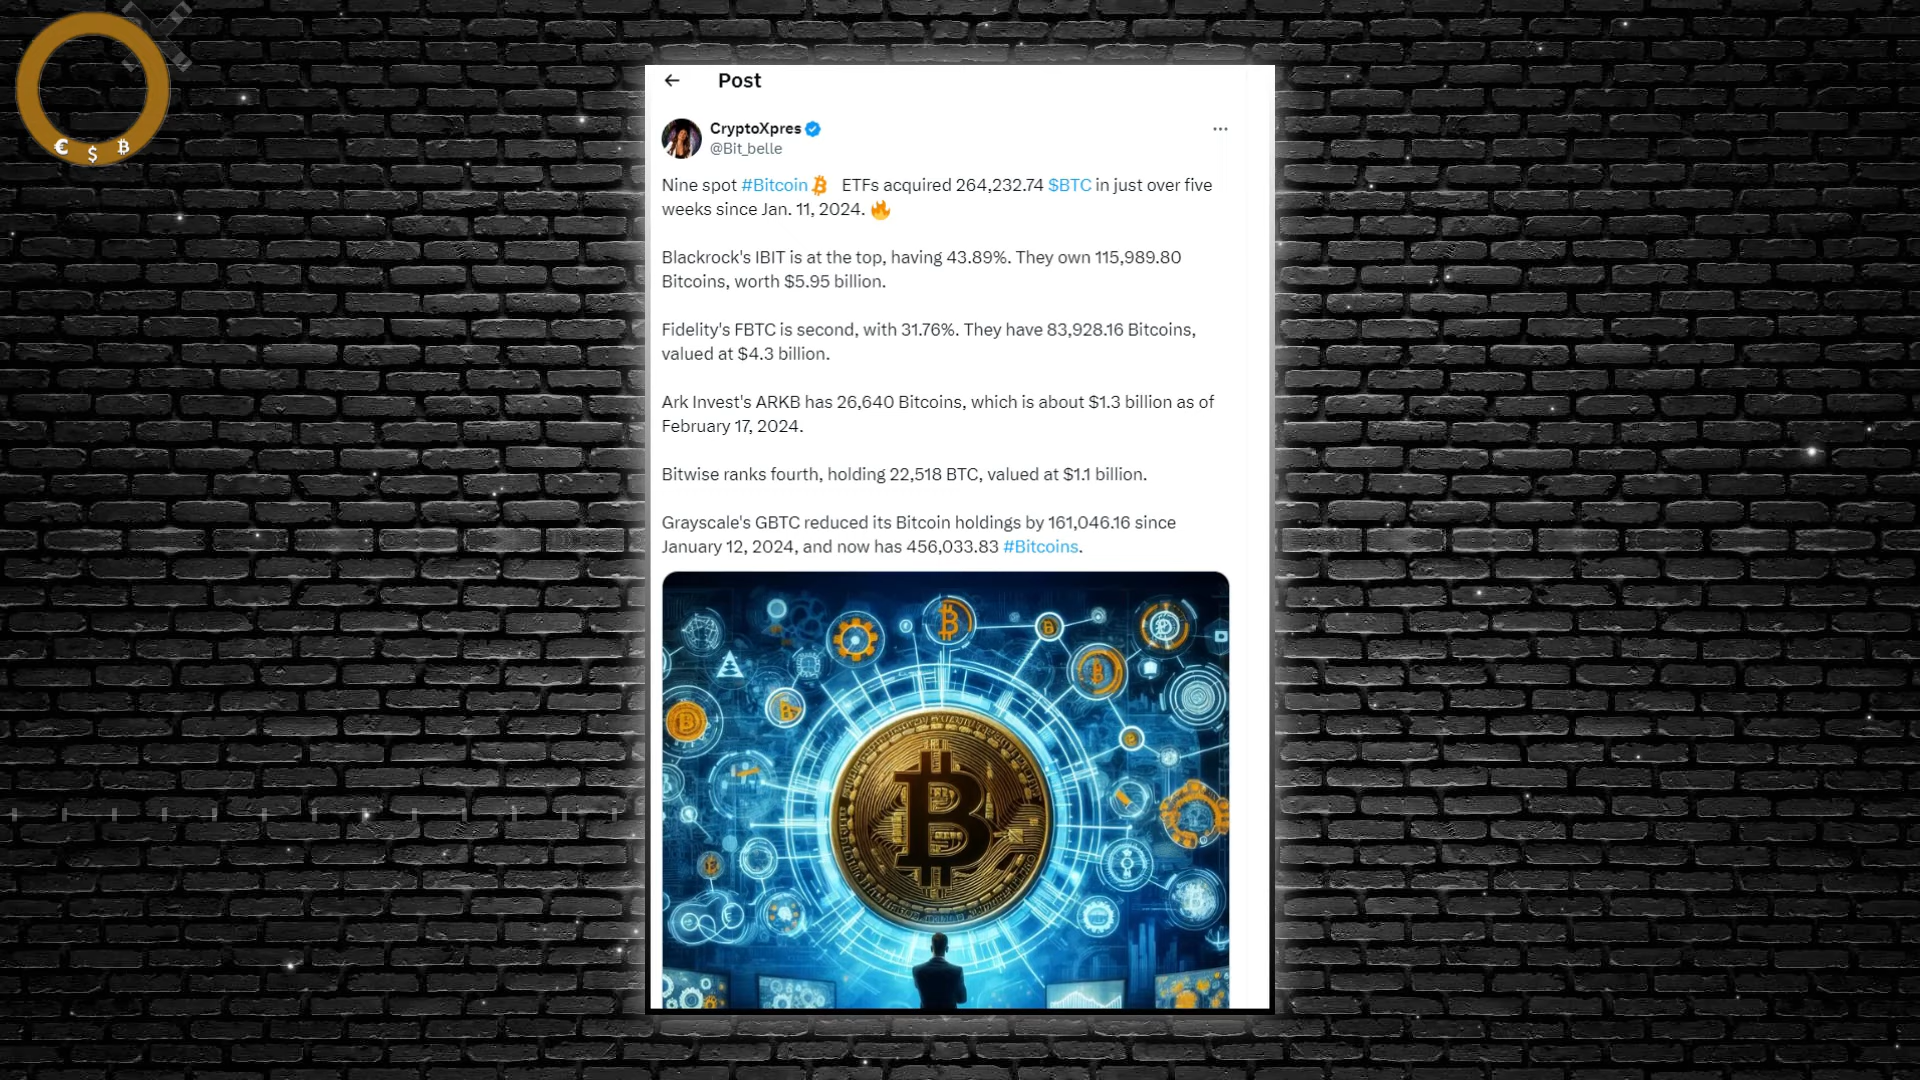 Post
CryptoXpres
@Bit_belle
Nine spot #Bitcoin ETFs acquired 264,232.74 $BTC in just over five
weeks since Jan. 11, 2024. 🔥
Blackrock's IBIT is at the top, having 43.89%. They own 115,989.80
Bitcoins, worth $5.95 billion.
Fidelity's FBTC is second, with 31.76%. They have 83,928.16 Bitcoins,
valued at $4.3 billion.
Ark Invest's ARKB has 26,640 Bitcoins, which is about $1.3 billion as of
February 17, 2024.
Bitwise ranks fourth, holding 22,518 BTC, valued at $1.1 billion.
Grayscale's GBTC reduced its Bitcoin holdings by 161,046.16 since
January 12, 2024, and now has 456,033.83 #Bitcoins.